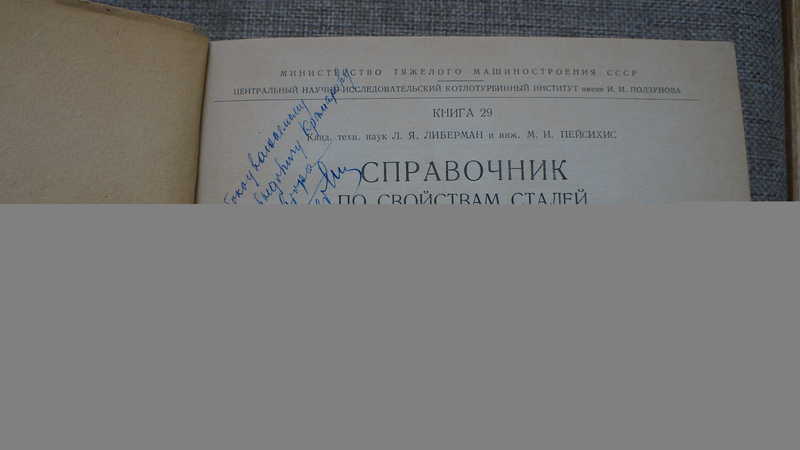 МИНИСТЕРСТВО ТЯЖЕЛОГО МАШИНОСТРОЕНИЯ СССР
ЦЕНТРАЛЬНЫЙ НАУЧНО-ИССЛЕДОВАТЕЛЬСКИЙ КОТЛОТУРБИННЫЙ ИНСТИТУТ имени И. И. ПОЛЗУНОВА
КНИГА 29
Канд. техн. наук Л. Я. ЛИБЕРМАН и инж. М. И. ПЕЙСИХИС
СПРАВОЧНИК
ПО СВОЙСТВАМ СТАЛЕЙ